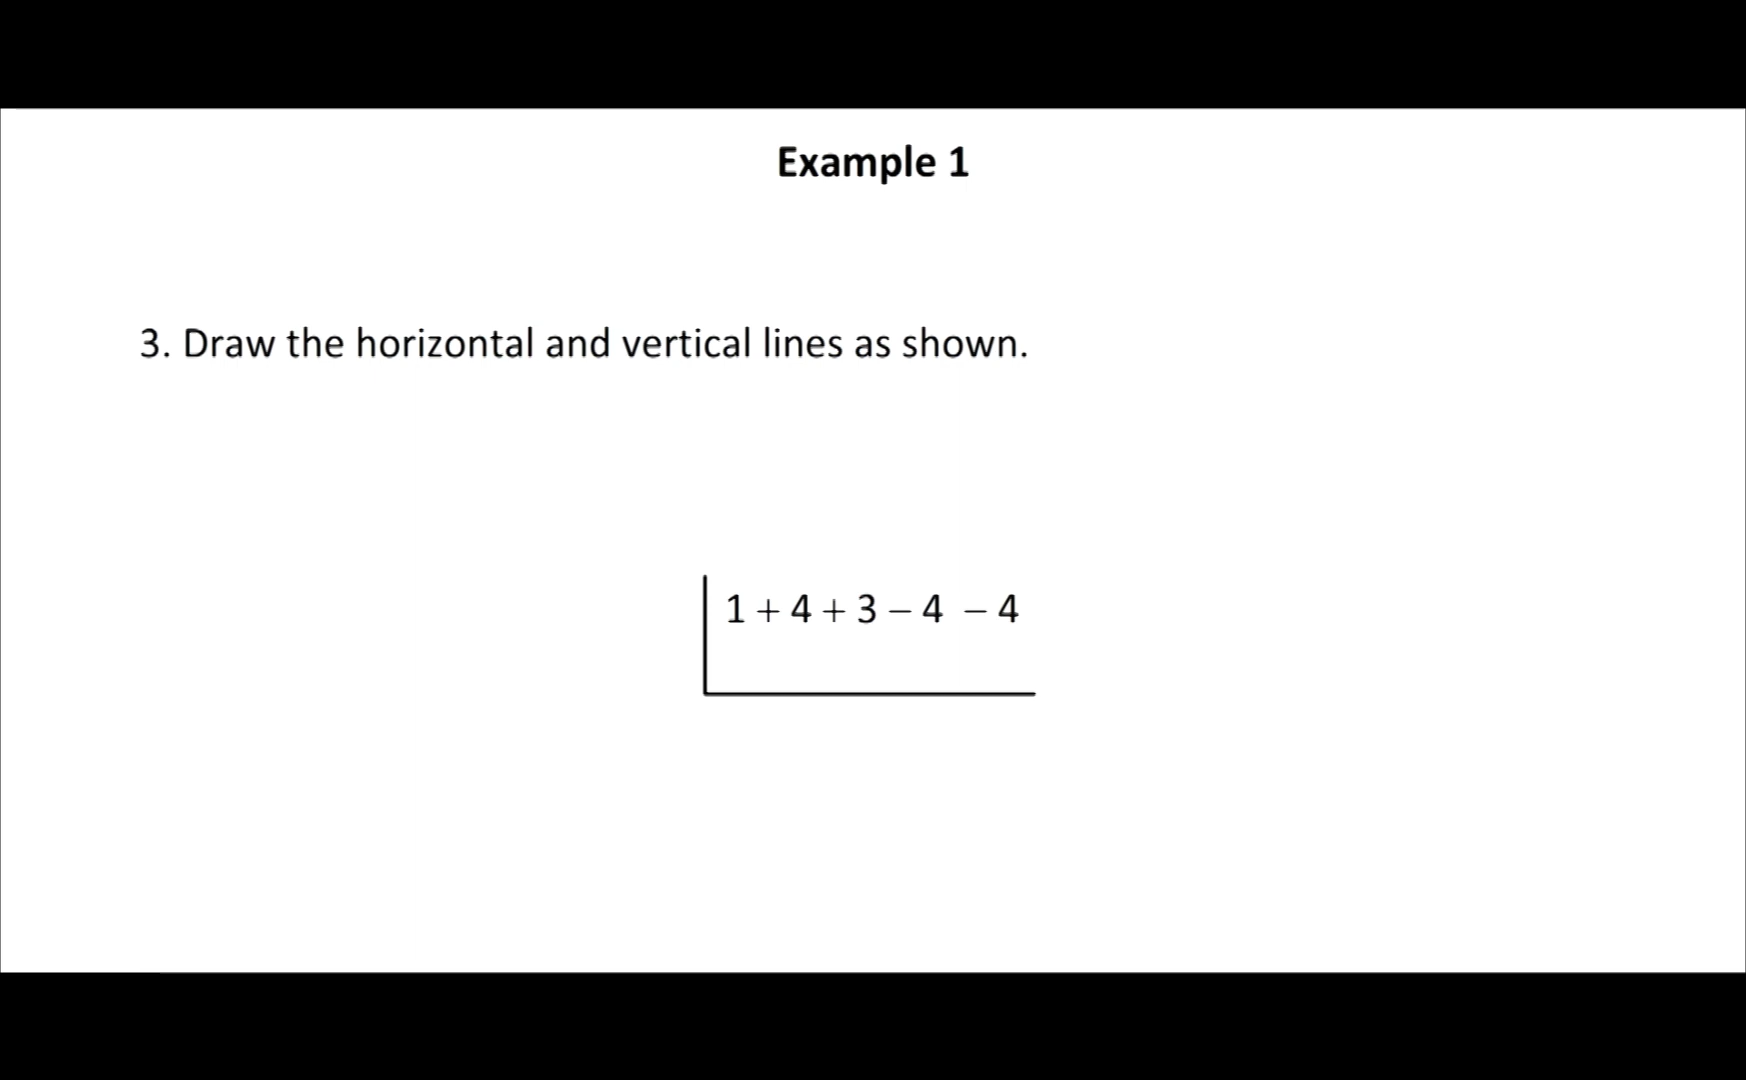 Example 1
3. Draw the horizontal and vertical lines as shown.
1 + 4 + 3 – 4 – 4